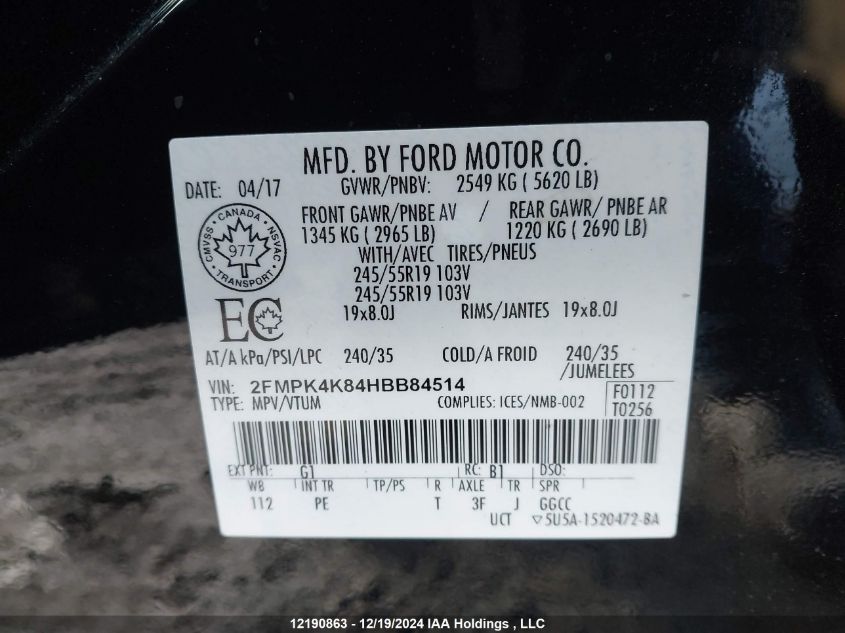 MFD. BY FORD MOTOR CO.
DATE: 04/17
GVWR/PNBV: 2549 KG ( 5620 LB)
FRONT GAWR/PNBE AV / REAR GAWR/ PNBE AR
1345 KG ( 2965 LB) 1220 KG ( 2690 LB)
WITH/AVEC TIRES/PNEUS
245/55R19 103V
245/55R19 103V
19x8.0J RIMS/JANTES 19x8.0J
CMVSS • CANADA • NSVAC • TRANSPORT •
977
EC
AT/A kPa/PSI/LPC 240/35 COLD/A FROID 240/35
/JUMELEES
VIN: 2FMPK4K84HBB84514
TYPE: MPV/VTUM COMPLIES: ICES/NMB-002
F0112
T0256
EXT PNT: G1 RC: B1 DSO:
WB INT TR TP/PS R AXLE TR SPR
112 PE T 3F J GGCC
UCT ▽5U5A-1520472-BA
12190863 - 12/19/2024 IAA Holdings , LLC